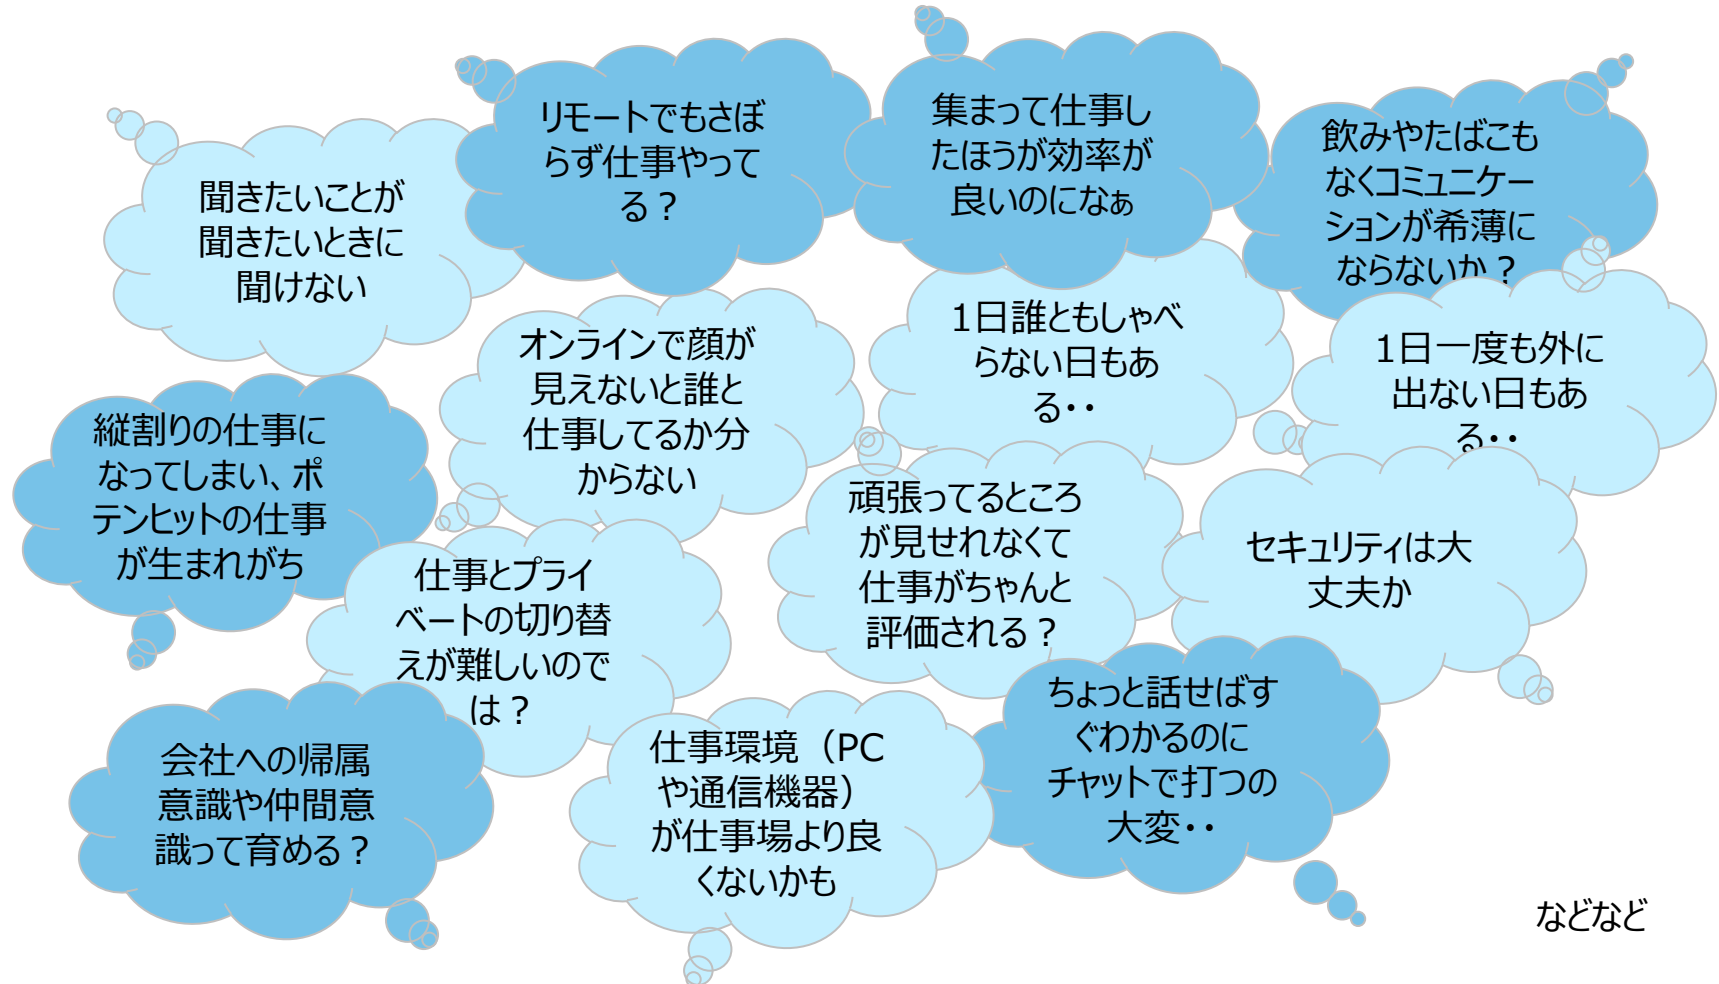 リモートでもさぼ
らず仕事やって
る？
集まって仕事し
たほうが効率が
良いのになぁ
飲みやたばこも
なくコミュニケー
ションが希薄に
ならないか？
聞きたいことが
聞きたいときに
聞けない
オンラインで顔が
見えないと誰と
仕事してるか分
からない
1日誰ともしゃべ
らない日もあ
る・・
1日一度も外に
出ない日もあ
る・・
縦割りの仕事に
なってしまい、ポ
テンヒットの仕事
が生まれがち
仕事とプライ
ベートの切り替
えが難しいので
は？
頑張ってるところ
が見せれなくて
仕事がちゃんと
評価される？
セキュリティは大
丈夫か
会社への帰属
意識や仲間意
識って育める？
仕事環境（PC
や通信機器）
が仕事場より良
くないかも
ちょっと話せばす
ぐわかるのに
チャットで打つの
大変・・
などなど